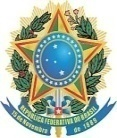 REPÚBLICA FEDERATIVA DO BRASIL
15 de Novembro de 1889